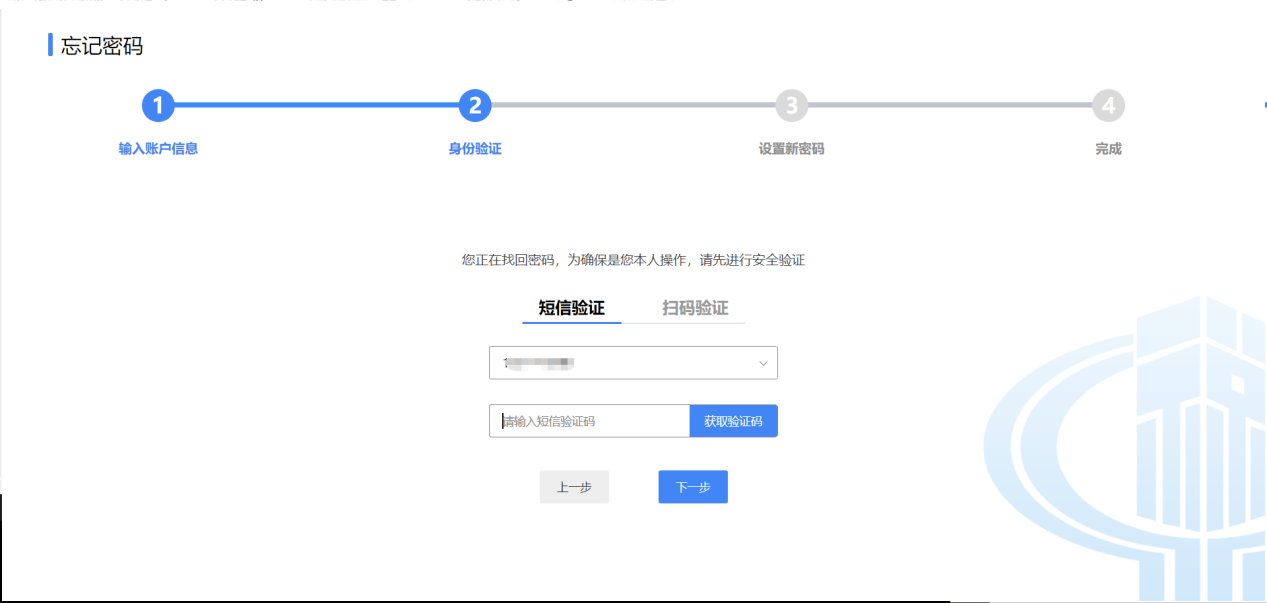 忘记密码
1 2 3 4
输入账户信息 身份验证 设置新密码 完成
您正在找回密码，为确保是您本人操作，请先进行安全验证
短信验证 扫码验证
请输入短信验证码 获取验证码
上一步 下一步